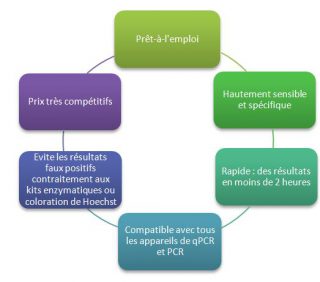 Prêt-à-l'emploi
Hautement sensible
et spécifique
Rapide : des résultats
en moins de 2 heures
Compatible avec tous
les appareils de qPCR
et PCR
Evite les résultats
faux positifs
contraitement aux
kits enzymatiques ou
coloration de Hoechst
Prix très compétitifs